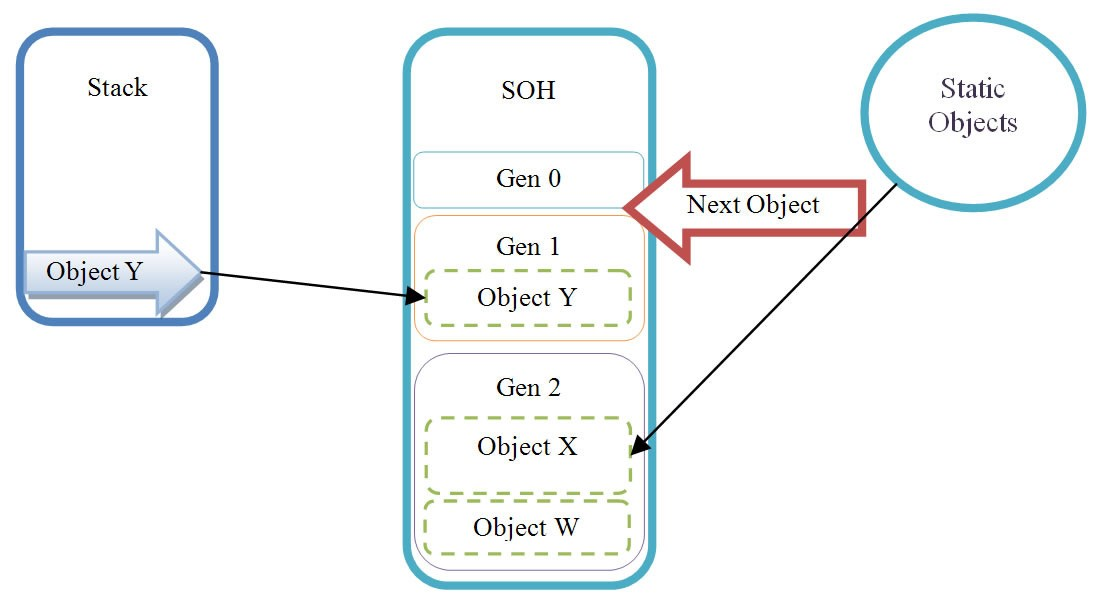 Stack
SOH
Static
Objects
Gen 0
Next Object
Gen 1
Object Y
Object Y
Gen 2
Object X
Object W